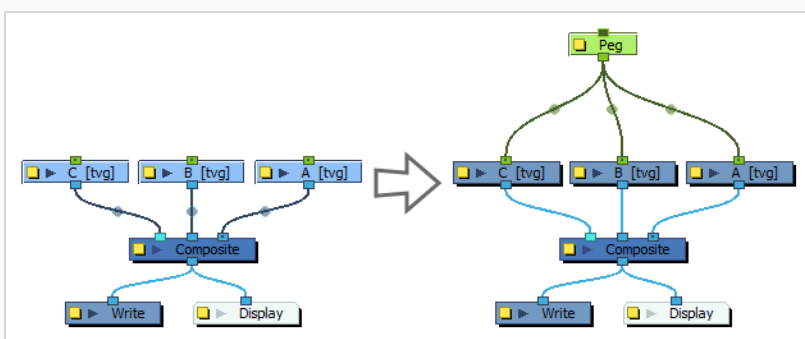 Peg
C [tvg] B [tvg] A [tvg] C [tvg] B [tvg] A [tvg]
Composite Composite
Write Display Write Display